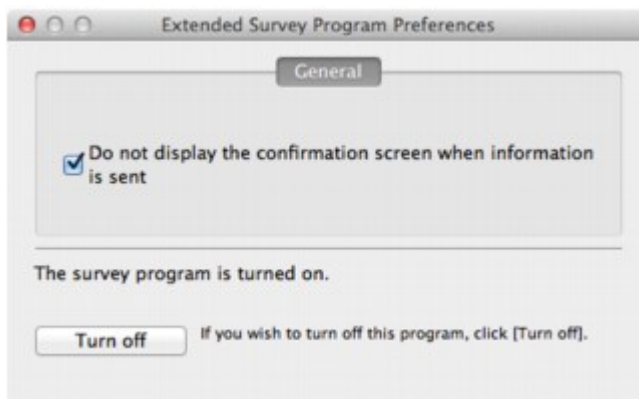 Extended Survey Program Preferences
General
Do not display the confirmation screen when information
is sent
The survey program is turned on.
Turn off
If you wish to turn off this program, click [Turn off].